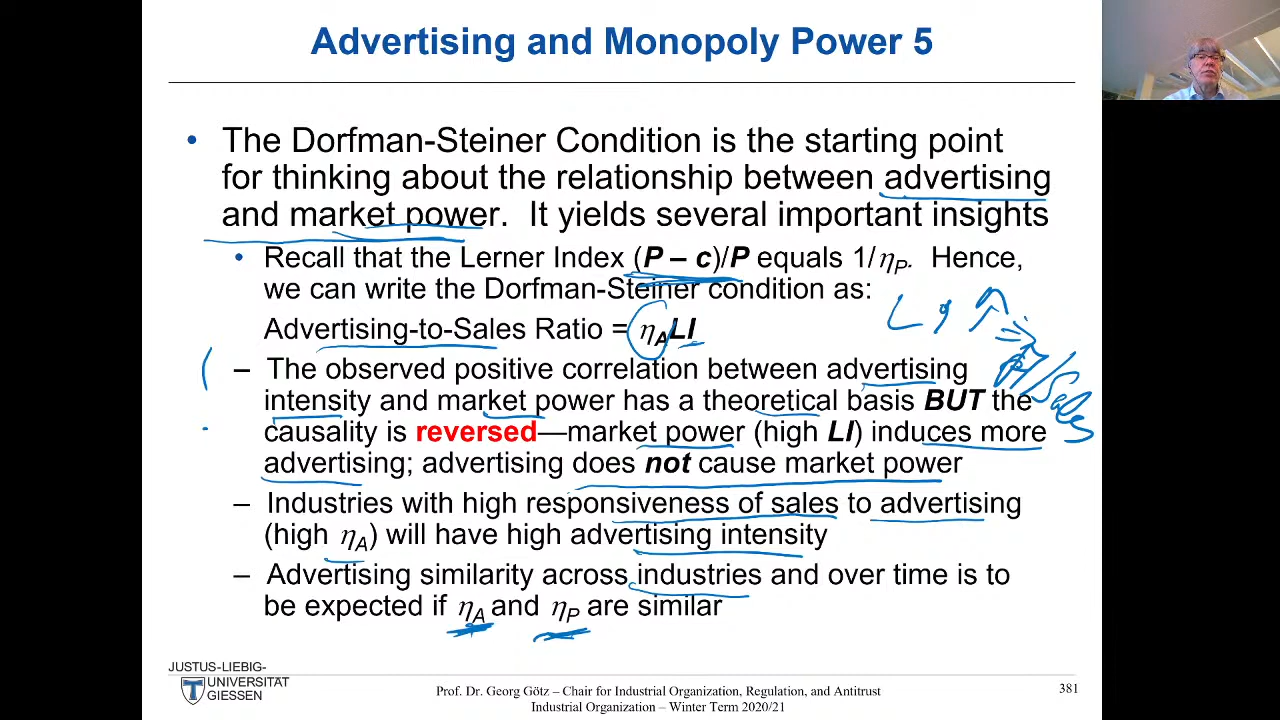 Advertising and Monopoly Power 5
• The Dorfman-Steiner Condition is the starting point
for thinking about the relationship between advertising
and market power. It yields several important insights
• Recall that the Lerner Index (P – c)/P equals 1/ηP. Hence,
we can write the Dorfman-Steiner condition as:
Advertising-to-Sales Ratio = ηALI
– The observed positive correlation between advertising
intensity and market power has a theoretical basis BUT the
causality is reversed—market power (high LI) induces more
advertising; advertising does not cause market power
– Industries with high responsiveness of sales to advertising
(high ηA) will have high advertising intensity
– Advertising similarity across industries and over time is to
be expected if ηA and ηP are similar
/Sales
JUSTUS-LIEBIG-
UNIVERSITÄT
GIESSEN
Prof. Dr. Georg Götz – Chair for Industrial Organization, Regulation, and Antitrust
Industrial Organization – Winter Term 2020/21
381